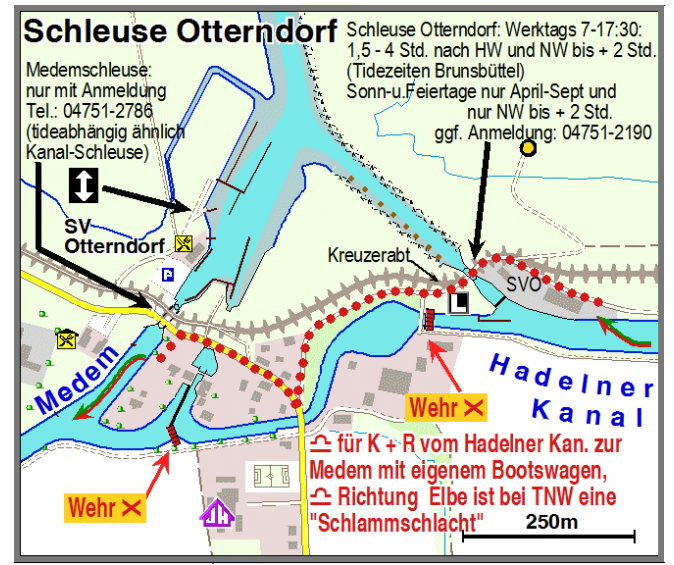 Schleuse Otterndorf
Schleuse Otterndorf: Werktags 7-17:30:
1,5 - 4 Std. nach HW und NW bis + 2 Std.
(Tidezeiten Brunsbüttel)
Sonn-u.Feiertage nur April-Sept und
nur NW bis + 2 Std.
ggf. Anmeldung: 04751-2190
Medemschleuse:
nur mit Anmeldung
Tel.: 04751-2786
(tideabhängig ähnlich
Kanal-Schleuse)
SV
Otterndorf
P
Kreuzerabt.
SVO
Medem
Hadelner
Kanal
Wehr X
Wehr X
für K + R vom Hadelner Kan. zur
Medem mit eigenem Bootswagen,
Richtung Elbe ist bei TNW eine
"Schlammschlacht"
JH
250m